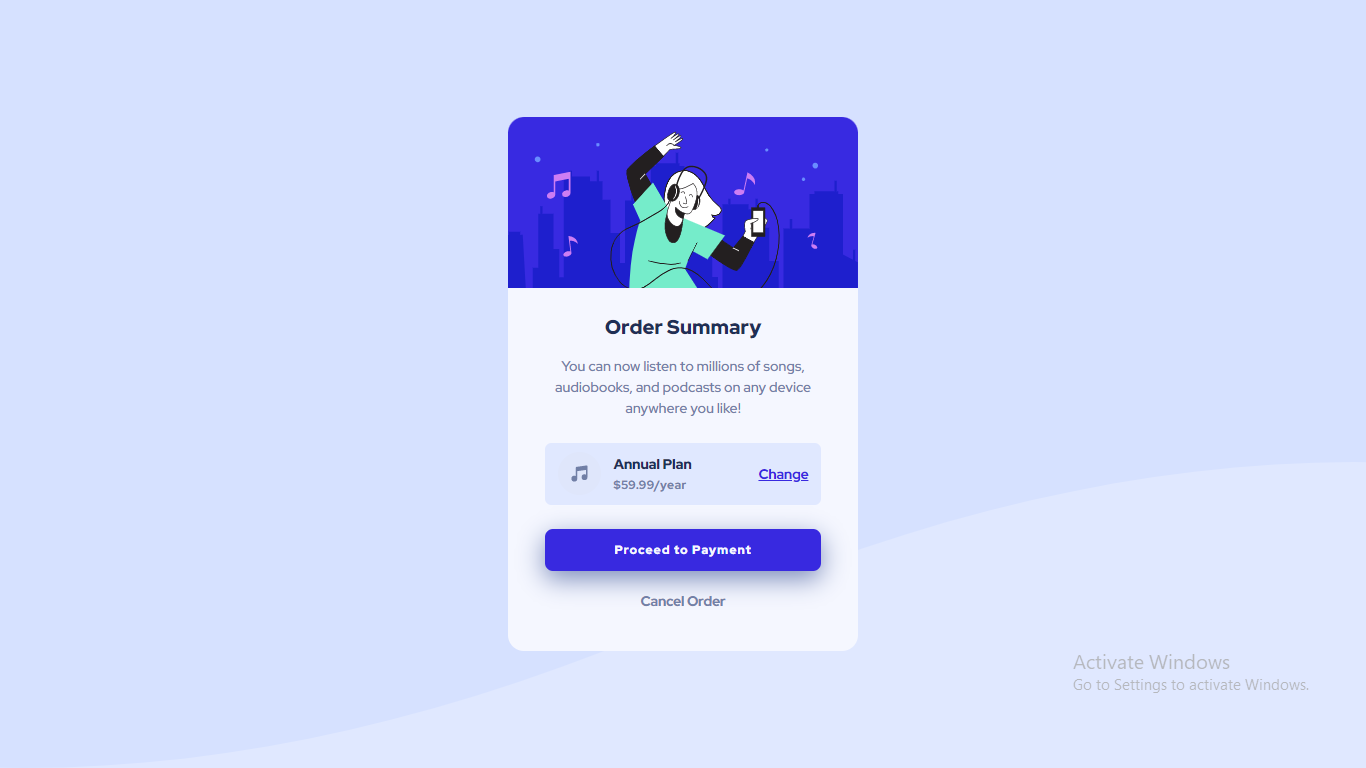 Order Summary
You can now listen to millions of songs,
audiobooks, and podcasts on any device
anywhere you like!
Annual Plan
$59.99/year
Change
Proceed to Payment
Cancel Order
Activate Windows
Go to Settings to activate Windows.